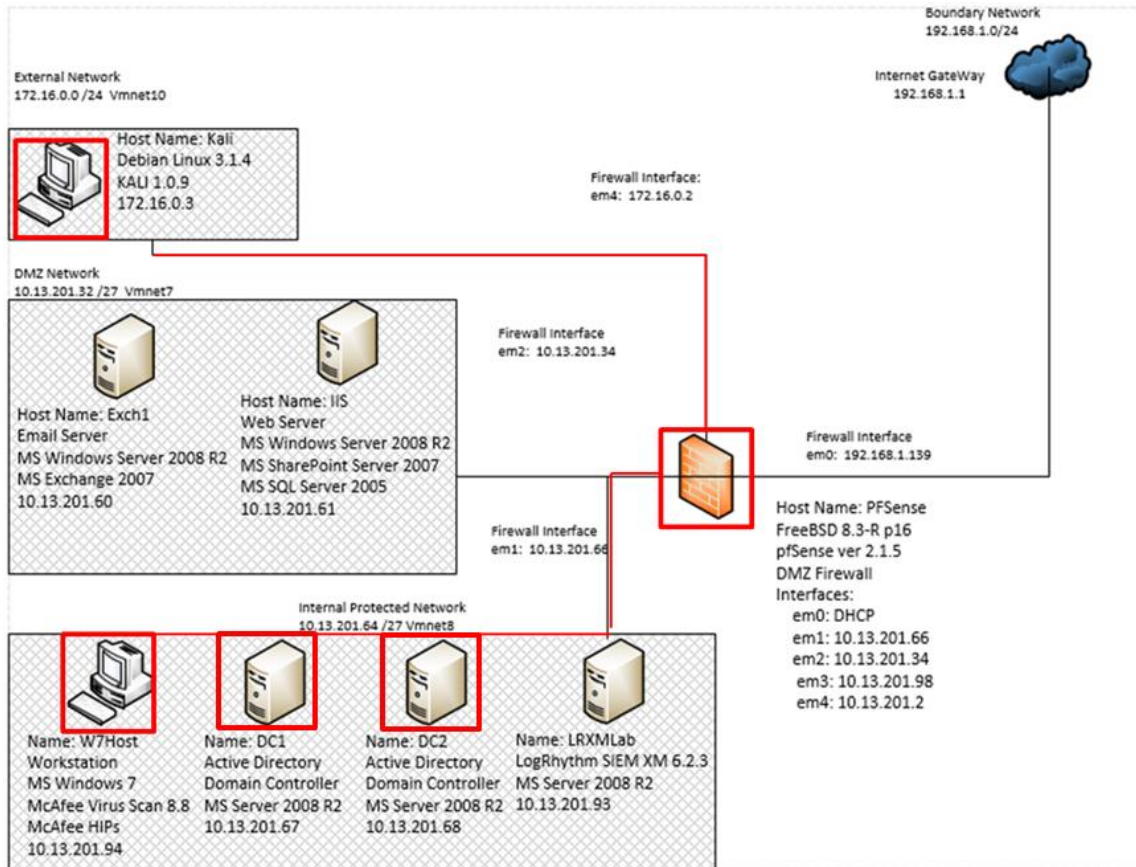 Boundary Network
192.168.1.0/24
Internet GateWay
192.168.1.1
External Network
172.16.0.0 /24 Vmnet10
Host Name: Kali
Debian Linux 3.1.4
KALI 1.0.9
172.16.0.3
Firewall Interface:
em4: 172.16.0.2
DMZ Network
10.13.201.32 /27 Vmnet7
Firewall Interface
em2: 10.13.201.34
Host Name: Exch1
Email Server
MS Windows Server 2008 R2
MS Exchange 2007
10.13.201.60
Host Name: IIS
Web Server
MS Windows Server 2008 R2
MS SharePoint Server 2007
MS SQL Server 2005
10.13.201.61
Firewall Interface
em0: 192.168.1.139
Firewall Interface
em1: 10.13.201.66
Host Name: PFSense
FreeBSD 8.3-R p16
pfSense ver 2.1.5
DMZ Firewall
Interfaces:
em0: DHCP
em1: 10.13.201.66
em2: 10.13.201.34
em3: 10.13.201.98
em4: 10.13.201.2
Internal Protected Network
10.13.201.64 /27 Vmnet8
Name: W7Host
Workstation
MS Windows 7
McAfee Virus Scan 8.8
McAfee HIPs
10.13.201.94
Name: DC1
Active Directory
Domain Controller
MS Server 2008 R2
10.13.201.67
Name: DC2
Active Directory
Domain Controller
MS Server 2008 R2
10.13.201.68
Name: LRXMLab
LogRhythm SIEM XM 6.2.3
MS Server 2008 R2
10.13.201.93